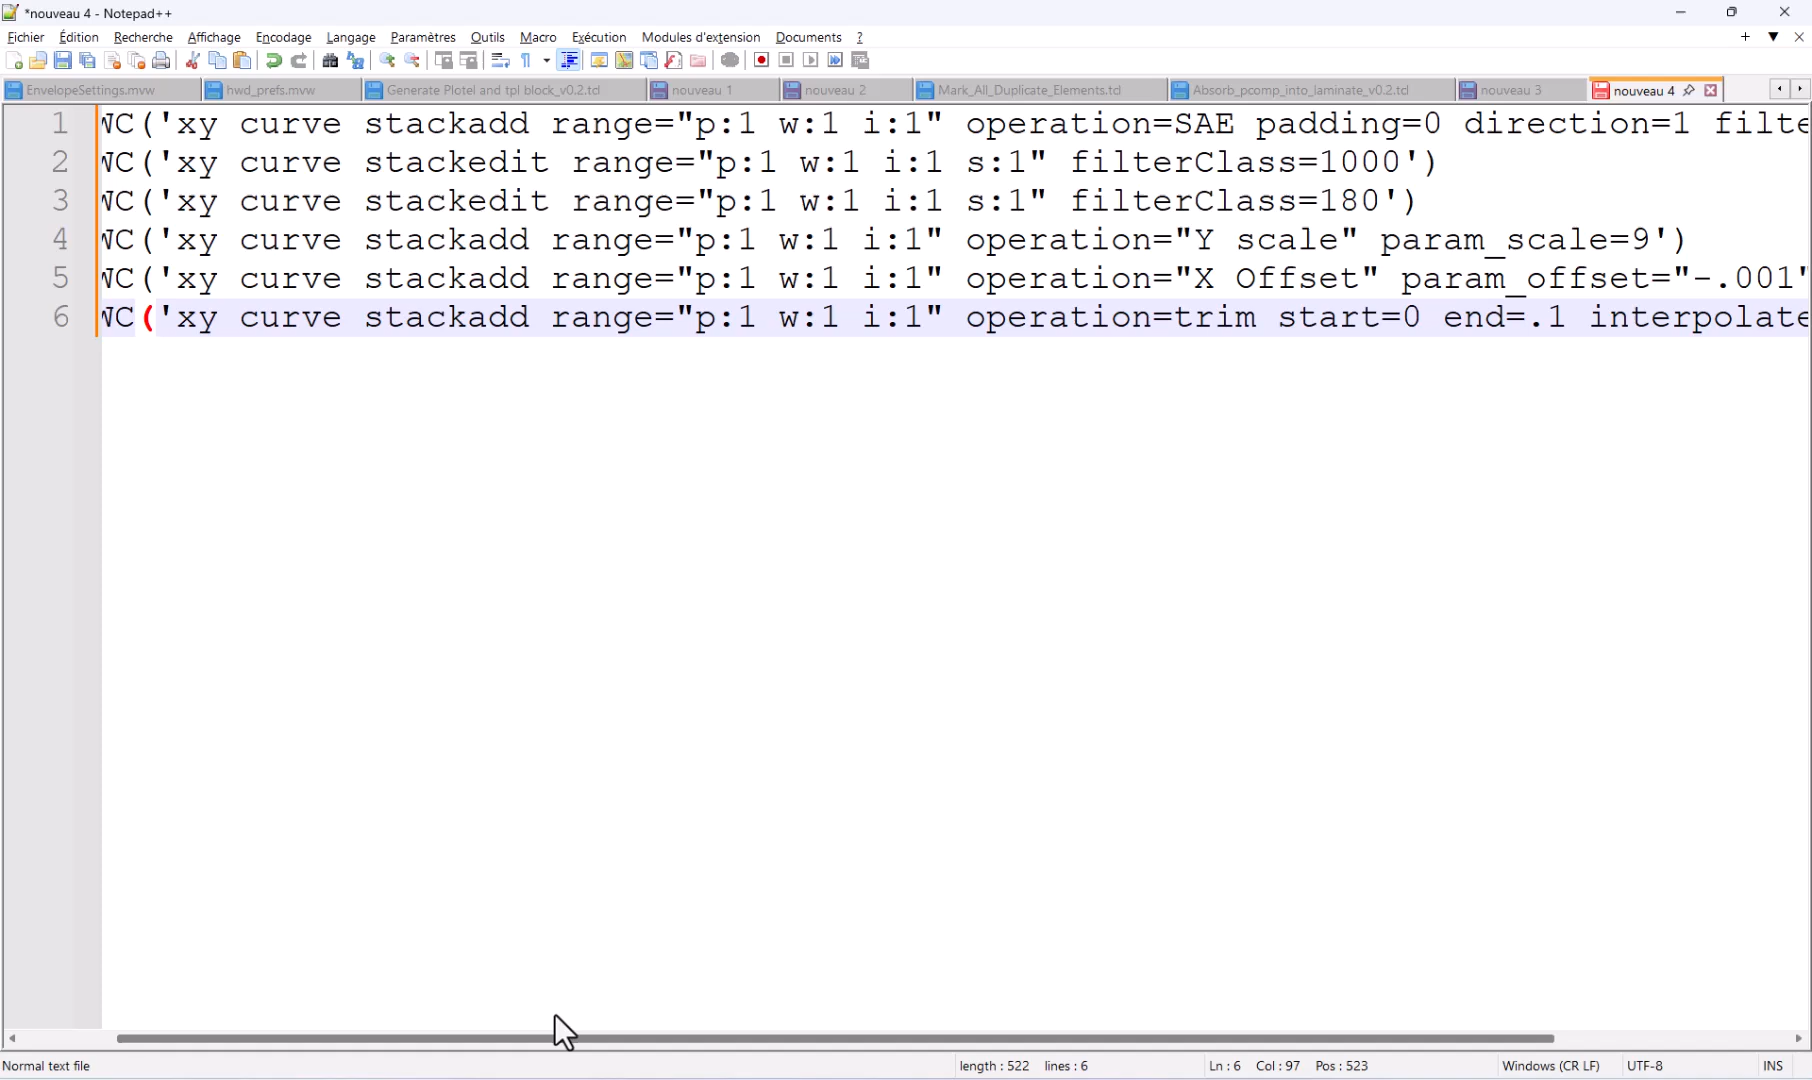 *nouveau 4 - Notepad++
Fichier Édition Recherche Affichage Encodage Langage Paramètres Outils Macro Exécution Modules d'extension Documents ?
EnvelopeSettings.mvw hwd_prefs.mvw Generate Plotel and tpl block_v0.2.tcl nouveau 1 nouveau 2 Mark_All_Duplicate_Elements.tcl Absorb_pcomp_into_laminate_v0.2.tcl nouveau 3 nouveau 4
1 WC('xy curve stackadd range="p:1 w:1 i:1" operation=SAE padding=0 direction=1 filte
2 WC('xy curve stackedit range="p:1 w:1 i:1 s:1" filterClass=1000')
3 WC('xy curve stackedit range="p:1 w:1 i:1 s:1" filterClass=180')
4 WC('xy curve stackadd range="p:1 w:1 i:1" operation="Y scale" param_scale=9')
5 WC('xy curve stackadd range="p:1 w:1 i:1" operation="X Offset" param_offset="-.001"
6 WC('xy curve stackadd range="p:1 w:1 i:1" operation=trim start=0 end=.1 interpolate
Normal text file length : 522 lines : 6 Ln : 6 Col : 97 Pos : 523 Windows (CR LF) UTF-8 INS